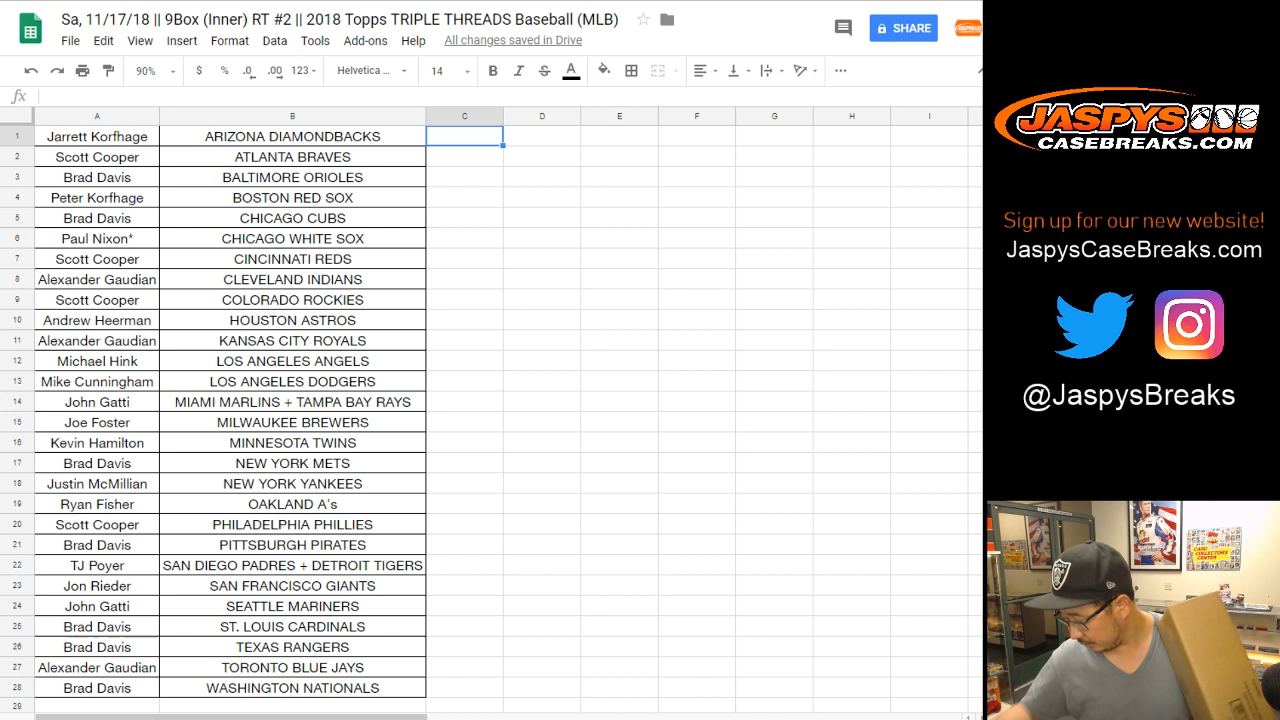 Sa, 11/17/18 || 9Box (Inner) RT #2 || 2018 Topps TRIPLE THREADS Baseball (MLB)
File Edit View Insert Format Data Tools Add-ons Help All changes saved in Drive
SHARE
90% $ % .0 .00 123 Helvetica ... 14 B I S A
fx
A B C D E F G H I
1 Jarrett Korfhage ARIZONA DIAMONDBACKS
2 Scott Cooper ATLANTA BRAVES
3 Brad Davis BALTIMORE ORIOLES
4 Peter Korfhage BOSTON RED SOX
5 Brad Davis CHICAGO CUBS
6 Paul Nixon* CHICAGO WHITE SOX
7 Scott Cooper CINCINNATI REDS
8 Alexander Gaudian CLEVELAND INDIANS
9 Scott Cooper COLORADO ROCKIES
10 Andrew Heerman HOUSTON ASTROS
11 Alexander Gaudian KANSAS CITY ROYALS
12 Michael Hink LOS ANGELES ANGELS
13 Mike Cunningham LOS ANGELES DODGERS
14 John Gatti MIAMI MARLINS + TAMPA BAY RAYS
15 Joe Foster MILWAUKEE BREWERS
16 Kevin Hamilton MINNESOTA TWINS
17 Brad Davis NEW YORK METS
18 Justin McMillian NEW YORK YANKEES
19 Ryan Fisher OAKLAND A's
20 Scott Cooper PHILADELPHIA PHILLIES
21 Brad Davis PITTSBURGH PIRATES
22 TJ Poyer SAN DIEGO PADRES + DETROIT TIGERS
23 Jon Rieder SAN FRANCISCO GIANTS
24 John Gatti SEATTLE MARINERS
25 Brad Davis ST. LOUIS CARDINALS
26 Brad Davis TEXAS RANGERS
27 Alexander Gaudian TORONTO BLUE JAYS
28 Brad Davis WASHINGTON NATIONALS
29
JASPYS
CASEBREAKS.COM
Sign up for our new website!
JaspysCaseBreaks.com
@JaspysBreaks
CARD
COLLECTORS
CENTER